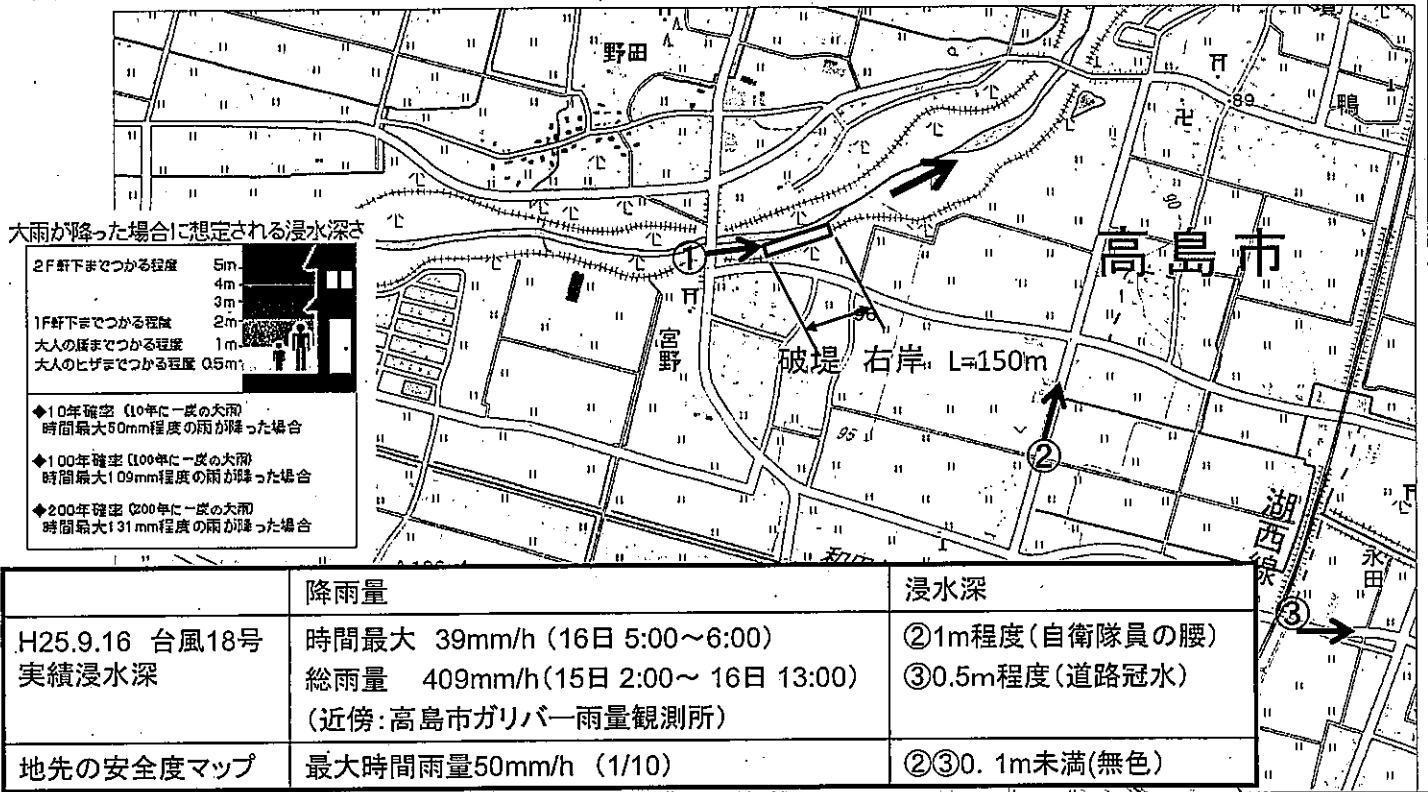 野田
89
鴨
90
高島市
①
宮野
破堤 右岸 L=150m
95
②
湖西線
永田
③
大雨が降った場合に想定される浸水深さ
2F軒下までつかる程度 5m
4m
3m
1F軒下までつかる程度 2m
大人の腰までつかる程度 1m
大人のヒザまでつかる程度 0.5m
◆10年確率(10年に一度の大雨)
時間最大50mm程度の雨が降った場合
◆100年確率(100年に一度の大雨)
時間最大109mm程度の雨が降った場合
◆200年確率(200年に一度の大雨)
時間最大131mm程度の雨が降った場合
降雨量 浸水深
H25.9.16 台風18号 実績浸水深
時間最大 39mm/h (16日 5:00~6:00)
総雨量 409mm/h(15日 2:00~ 16日 13:00)
(近傍:高島市ガリバー雨量観測所)
②1m程度(自衛隊員の腰)
③0.5m程度(道路冠水)
地先の安全度マップ 最大時間雨量50mm/h (1/10) ②③0. 1m未満(無色)